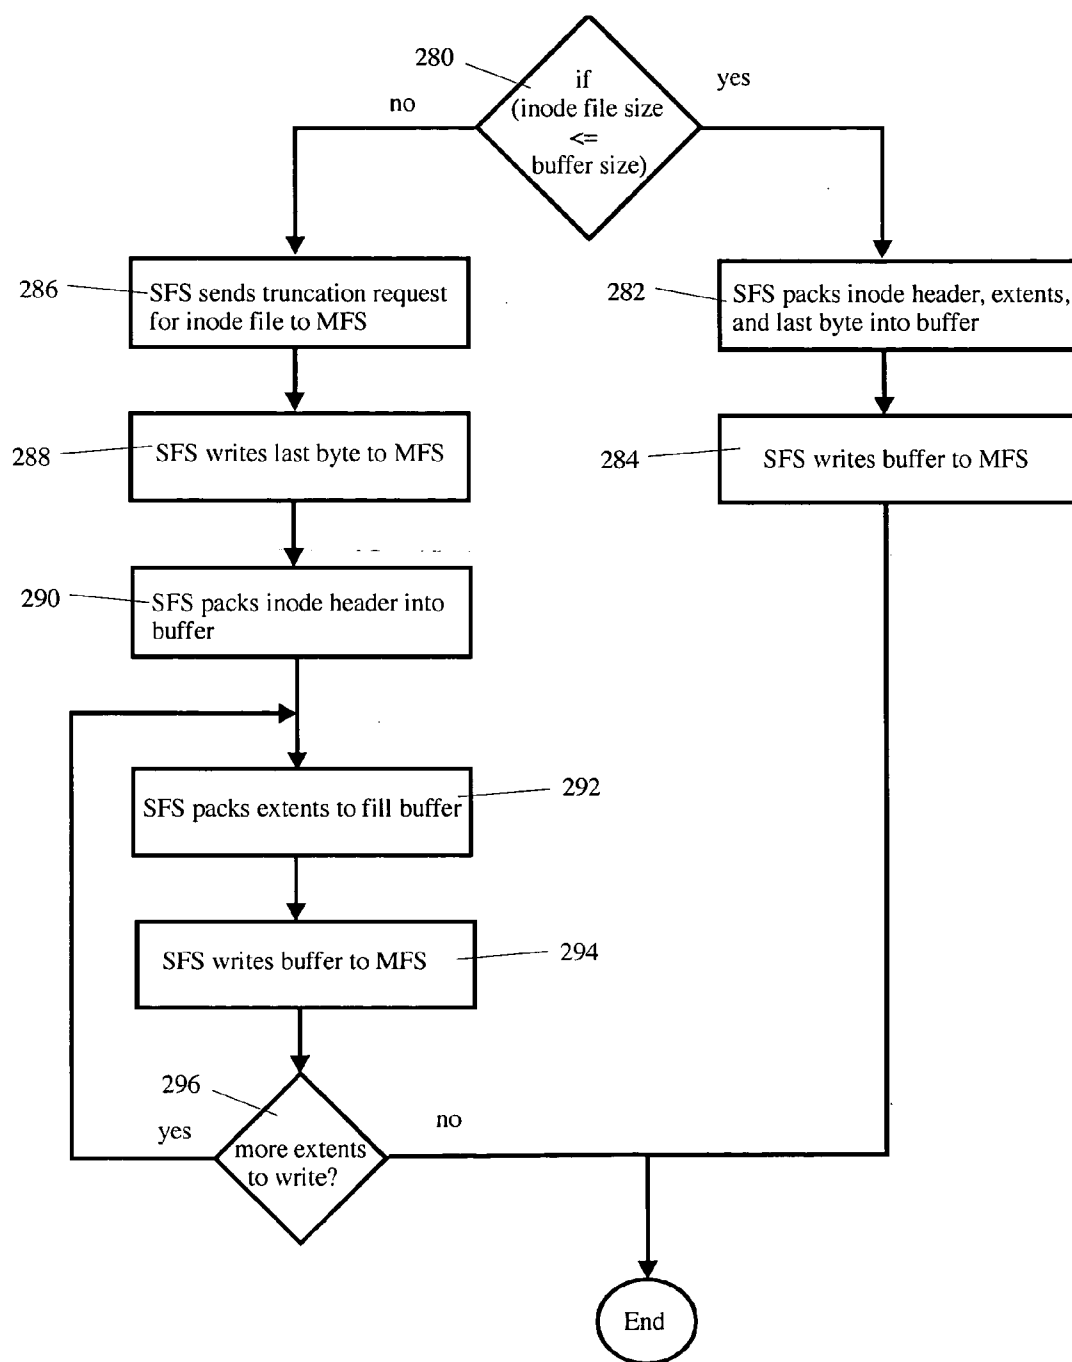 280
if
(inode file size
<=
buffer size)
no
yes
286
SFS sends truncation request
for inode file to MFS
282
SFS packs inode header, extents,
and last byte into buffer
288
SFS writes last byte to MFS
284
SFS writes buffer to MFS
290
SFS packs inode header into
buffer
SFS packs extents to fill buffer
292
SFS writes buffer to MFS
294
296
yes
no
more extents
to write?
End